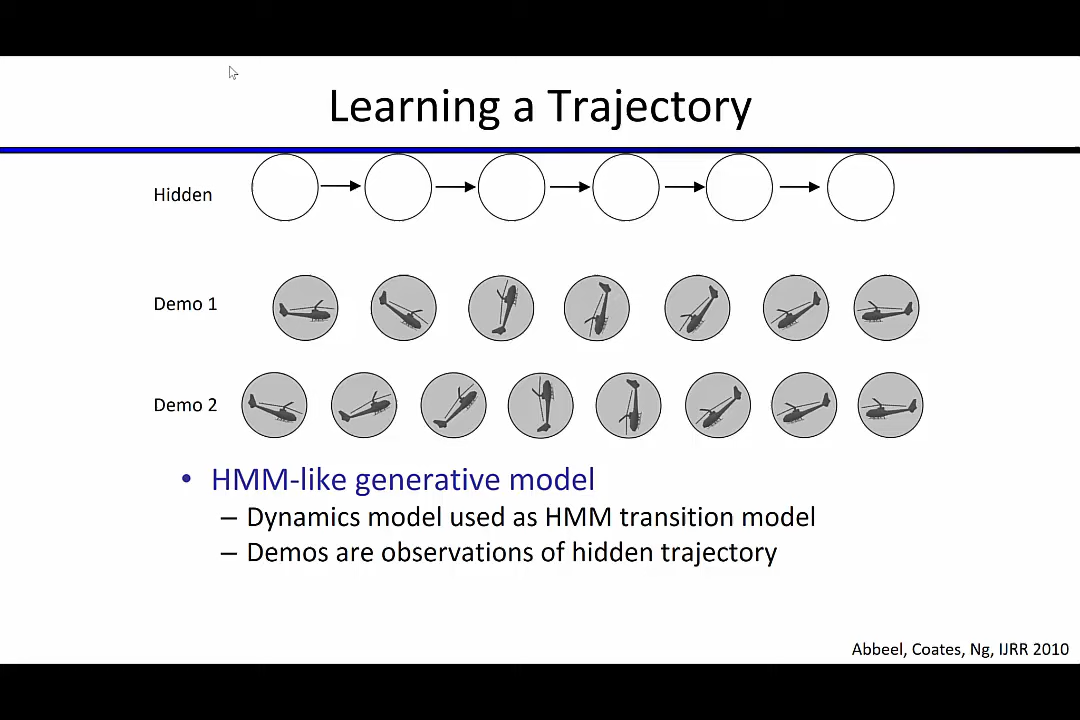 Learning a Trajectory
Hidden
Demo 1
Demo 2
• HMM-like generative model
– Dynamics model used as HMM transition model
– Demos are observations of hidden trajectory
Abbeel, Coates, Ng, IJRR 2010